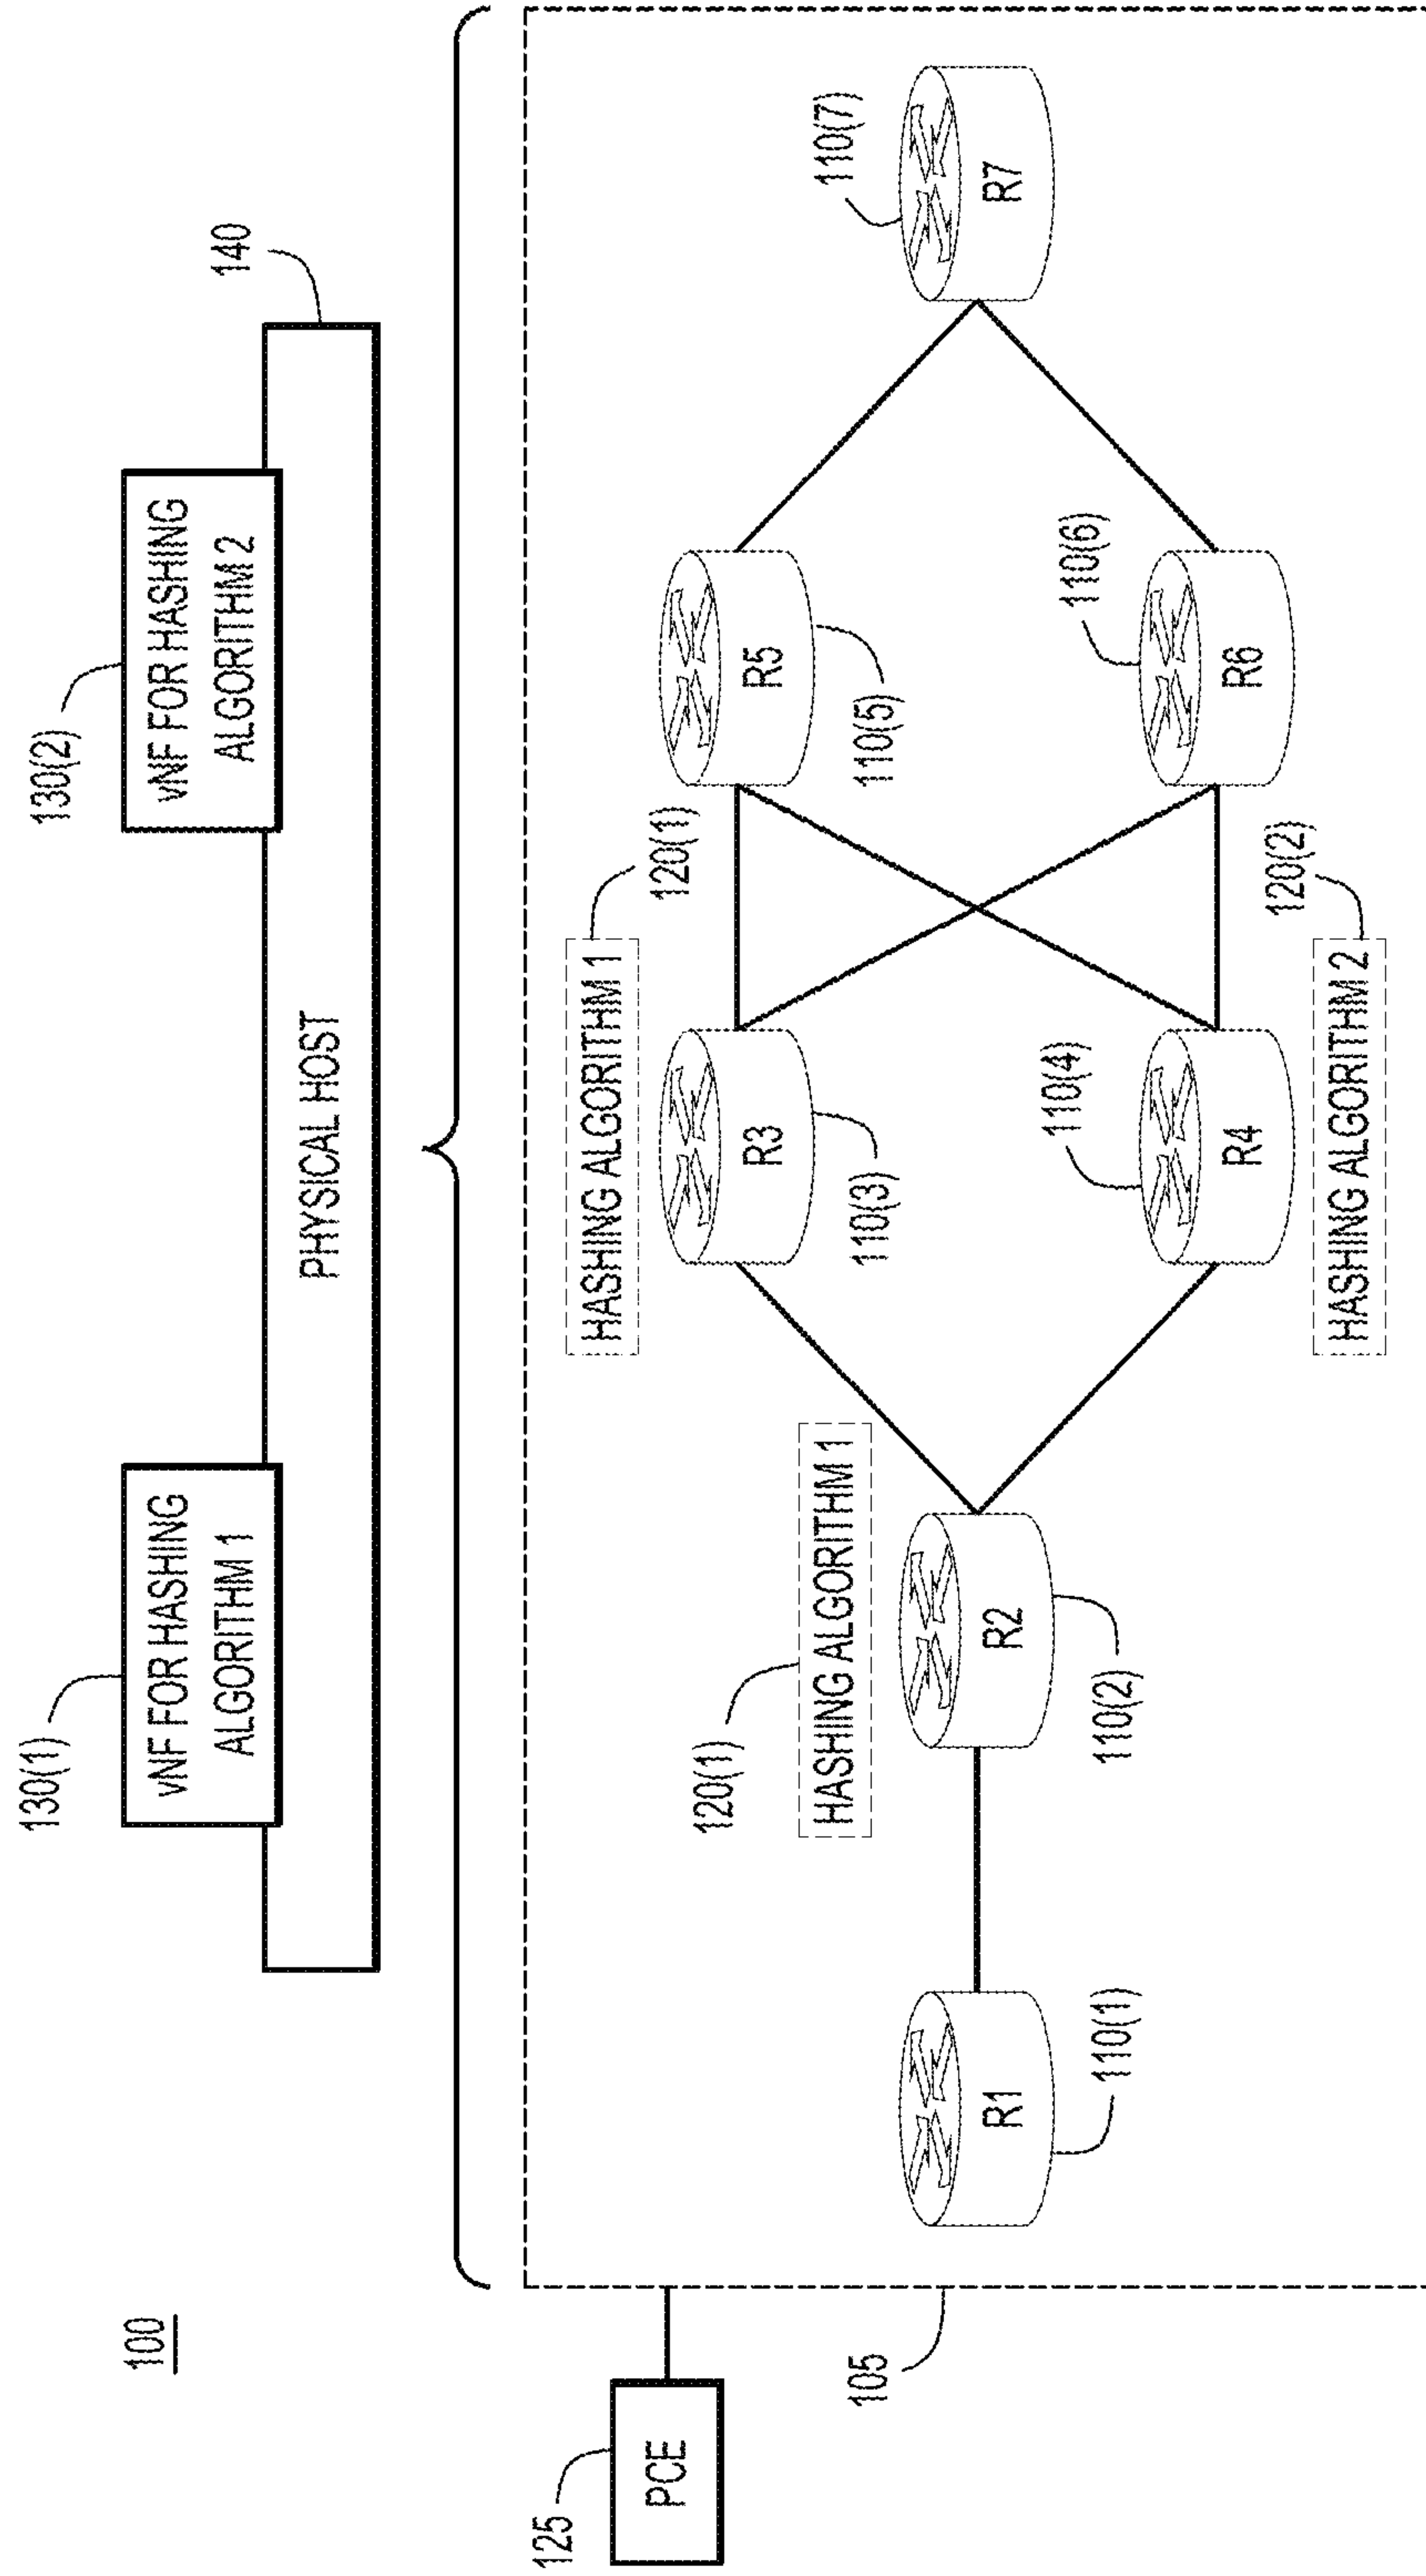 100
130(1)
vNF FOR HASHING
ALGORITHM 1
130(2)
vNF FOR HASHING
ALGORITHM 2
140
PHYSICAL HOST
125
PCE
105
HASHING ALGORITHM 1
120(1)
R3
110(3)
R5
110(5)
120(1)
HASHING ALGORITHM 1
R1
110(1)
R2
110(2)
110(7)
R7
110(4)
R4
110(6)
R6
120(2)
HASHING ALGORITHM 2